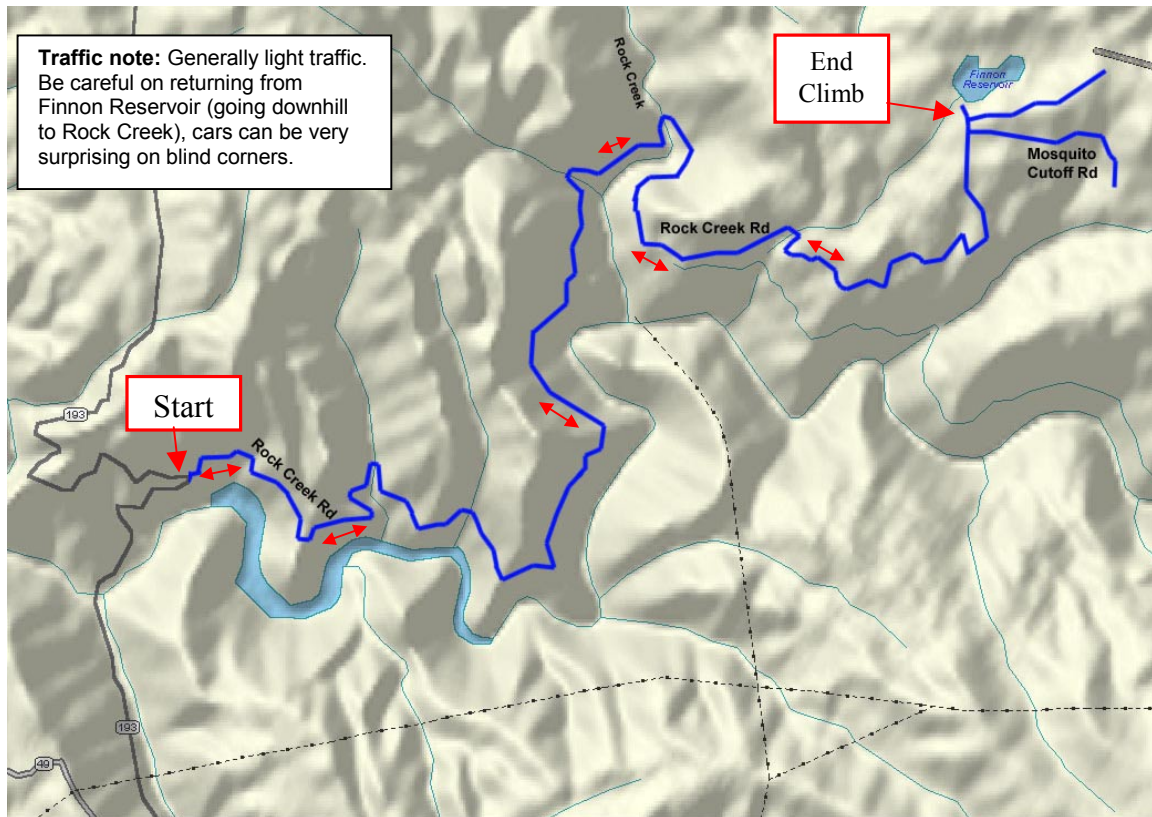 Traffic note: Generally light traffic.
Be careful on returning from
Finnon Reservoir (going downhill
to Rock Creek), cars can be very
surprising on blind corners.
Rock Creek
End
Climb
Finnon
Reservoir
Mosquito
Cutoff Rd
Rock Creek Rd
193
Start
Rock Creek Rd
193
49